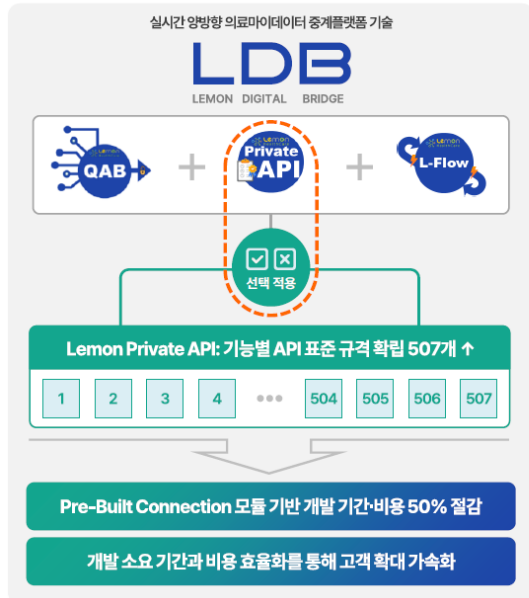 실시간 양방향 의료마이데이터 중계플랫폼 기술
LDB
LEMON DIGITAL BRIDGE
Lemon
QAB
+
Lemon
Private
API
+
Lemon
L-Flow
선택 적용
Lemon Private API: 기능별 API 표준 규격 확립 507개 ↑
1 2 3 4 ••• 504 505 506 507
Pre-Built Connection 모듈 기반 개발 기간·비용 50% 절감
개발 소요 기간과 비용 효율화를 통해 고객 확대 가속화